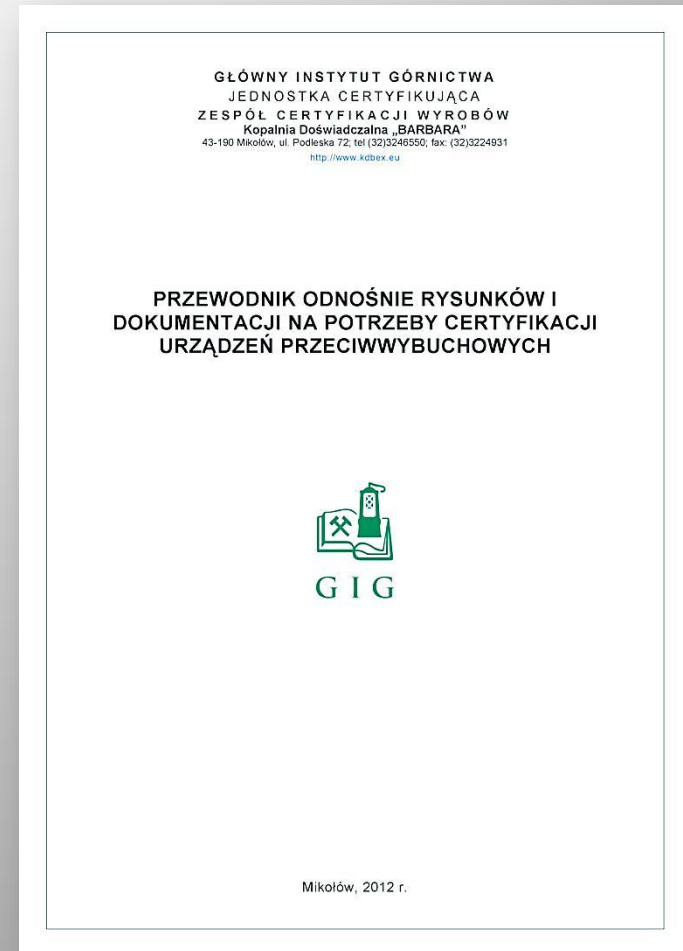 GŁÓWNY INSTYTUT GÓRNICTWA
JEDNOSTKA CERTYFIKUJĄCA
ZESPÓŁ CERTYFIKACJI WYROBÓW
Kopalnia Doświadczalna „BARBARA”
43-190 Mikołów, ul. Podleska 72; tel (32)3246550; fax: (32)3224931
http://www.kdbex.eu
PRZEWODNIK ODNOŚNIE RYSUNKÓW I
DOKUMENTACJI NA POTRZEBY CERTYFIKACJI
URZĄDZEŃ PRZECIWWYBUCHOWYCH
GIG
Mikołów, 2012 r.